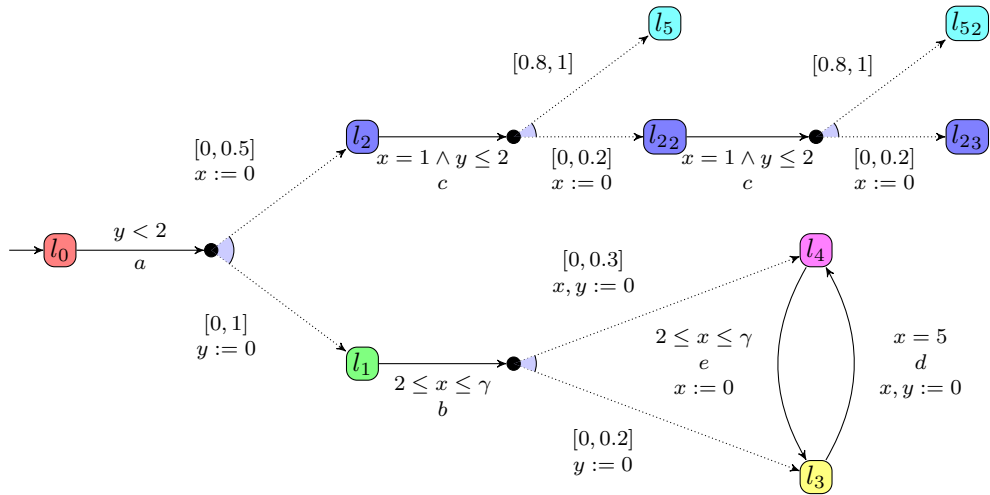 l₅
l₅₂
[0.8, 1]
[0.8, 1]
l₂
l₂₂
l₂₃
[0, 0.5]
x := 0
x = 1 ∧ y ≤ 2
c
[0, 0.2]
x := 0
x = 1 ∧ y ≤ 2
c
[0, 0.2]
x := 0
l₀
y < 2
a
l₄
[0, 0.3]
x, y := 0
[0, 1]
y := 0
2 ≤ x ≤ γ
e
x := 0
x = 5
d
x, y := 0
l₁
2 ≤ x ≤ γ
b
[0, 0.2]
y := 0
l₃